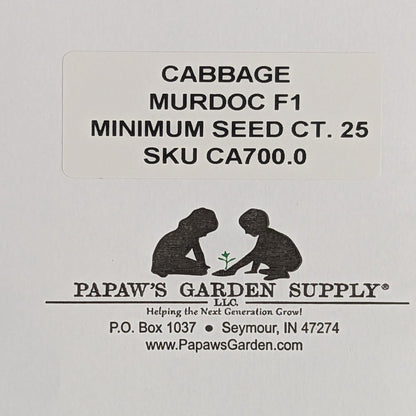 CABBAGE
MURDOC F1
MINIMUM SEED CT. 25
SKU CA700.0
PAPAW'S GARDEN SUPPLY®
LLC.
Helping the Next Generation Grow!
P.O. Box 1037 ● Seymour, IN 47274
www.PapawsGarden.com